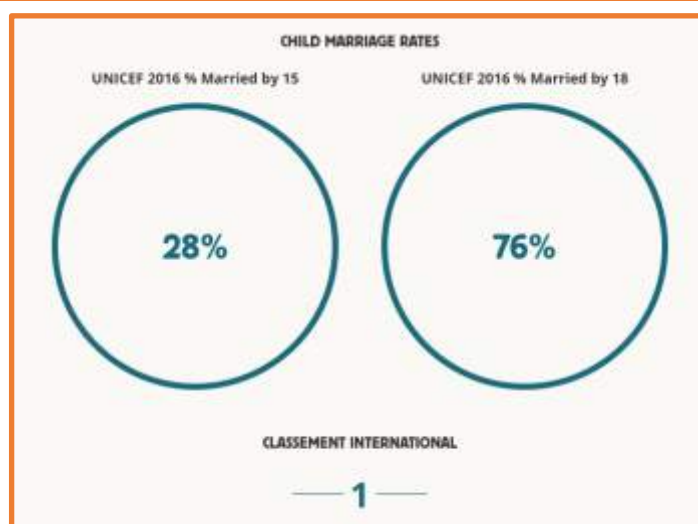 CHILD MARRIAGE RATES
UNICEF 2016 % Married by 15
UNICEF 2016 % Married by 18
28%
76%
CLASSEMENT INTERNATIONAL
1